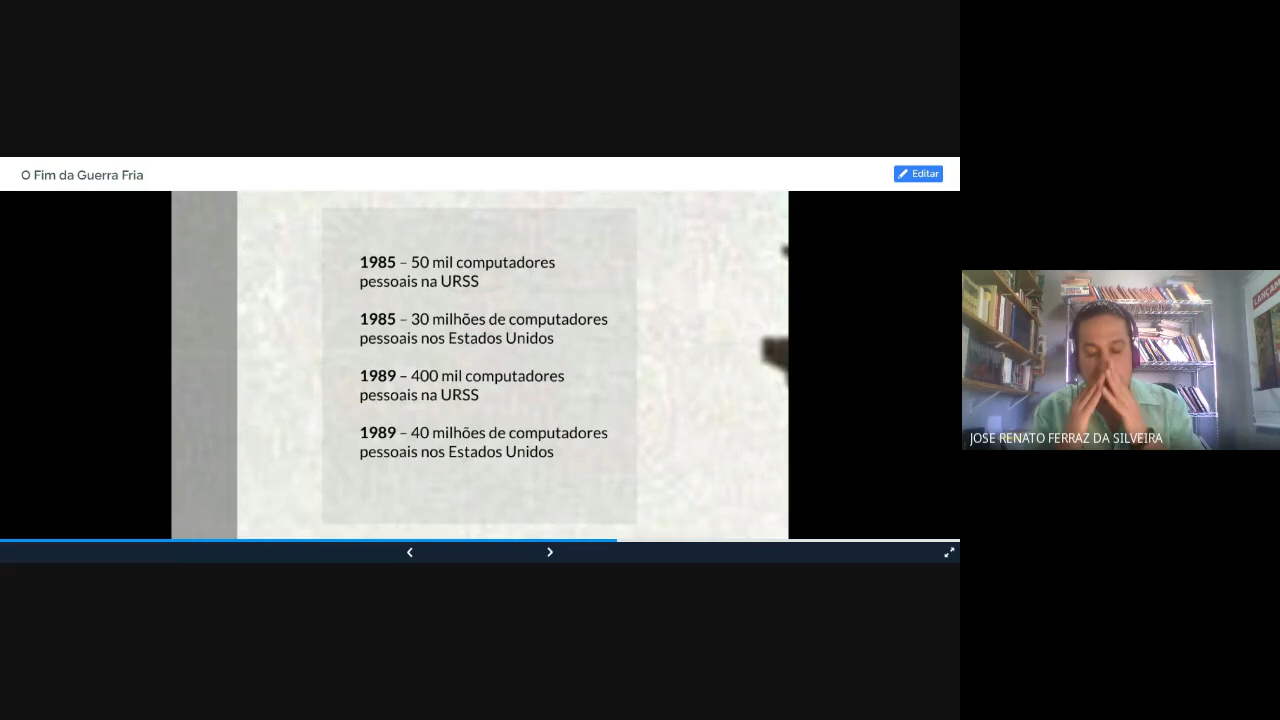 O Fim da Guerra Fria
Editar
1985 – 50 mil computadores
pessoais na URSS
1985 – 30 milhões de computadores
pessoais nos Estados Unidos
1989 – 400 mil computadores
pessoais na URSS
1989 – 40 milhões de computadores
pessoais nos Estados Unidos
JOSE RENATO FERRAZ DA SILVEIRA